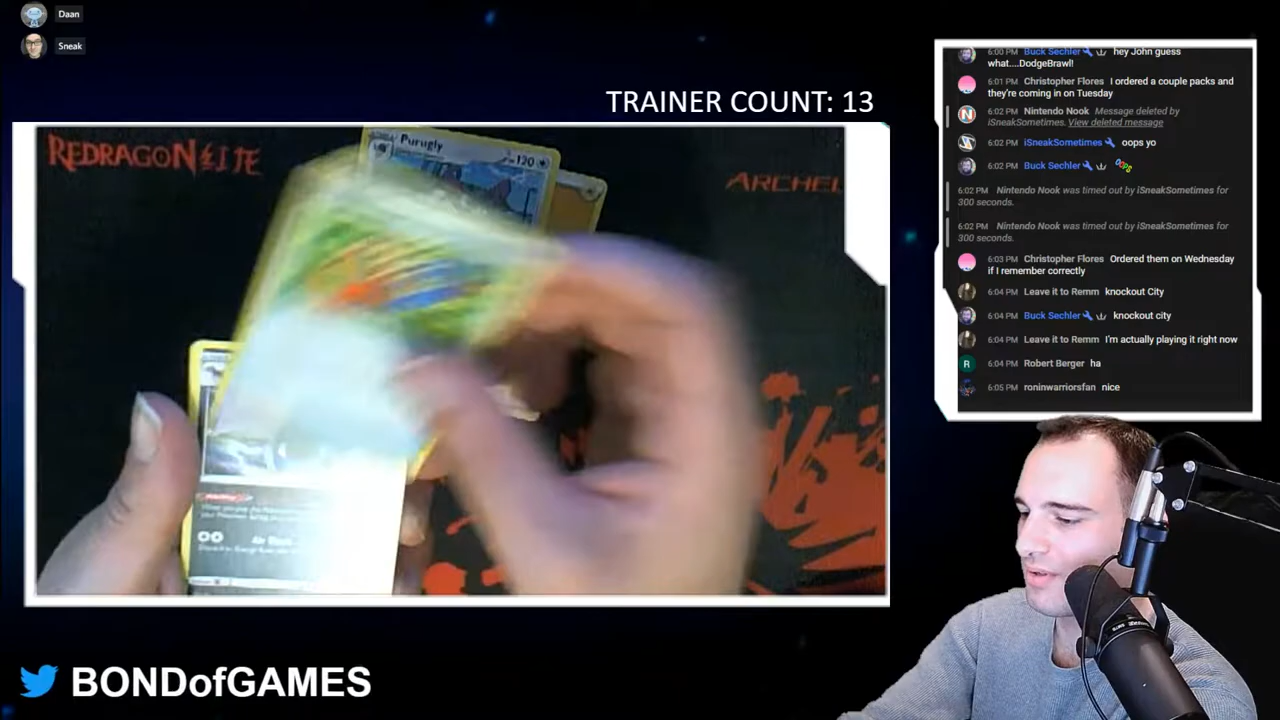 Daan
Sneak
TRAINER COUNT: 13
REDRAGON
ARCHEL
Purugly
120
BONDofGAMES
6:00 PM Buck Sechler hey John guess
what....DodgeBrawl!
6:01 PM Christopher Flores I ordered a couple packs and
they're coming in on Tuesday
6:02 PM Nintendo Nook Message deleted by
iSneakSometimes. View deleted message
6:02 PM iSneakSometimes oops yo
6:02 PM Buck Sechler OOPS
6:02 PM Nintendo Nook was timed out by iSneakSometimes for
300 seconds.
6:02 PM Nintendo Nook was timed out by iSneakSometimes for
300 seconds.
6:03 PM Christopher Flores Ordered them on Wednesday
if I remember correctly
6:04 PM Leave it to Remm knockout City
6:04 PM Buck Sechler knockout city
6:04 PM Leave it to Remm I'm actually playing it right now
R
6:04 PM Robert Berger ha
6:05 PM roninwarriorsfan nice